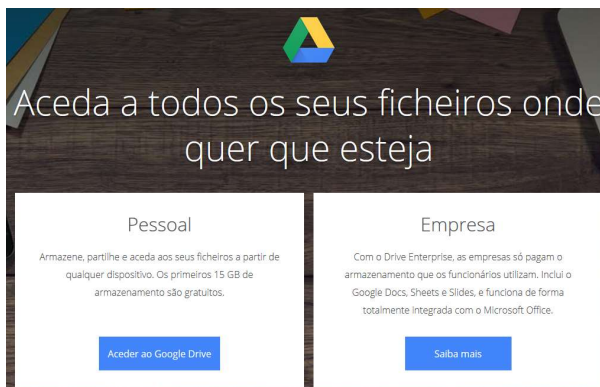 Aceda a todos os seus ficheiros onde
quer que esteja
Pessoal
Armazene, partilhe e aceda aos seus ficheiros a partir de
qualquer dispositivo. Os primeiros 15 GB de
armazenamento são gratuitos.
Aceder ao Google Drive
Empresa
Com o Drive Enterprise, as empresas só pagam o
armazenamento que os funcionários utilizam. Inclui o
Google Docs, Sheets e Slides, e funciona de forma
totalmente integrada com o Microsoft Office.
Saiba mais